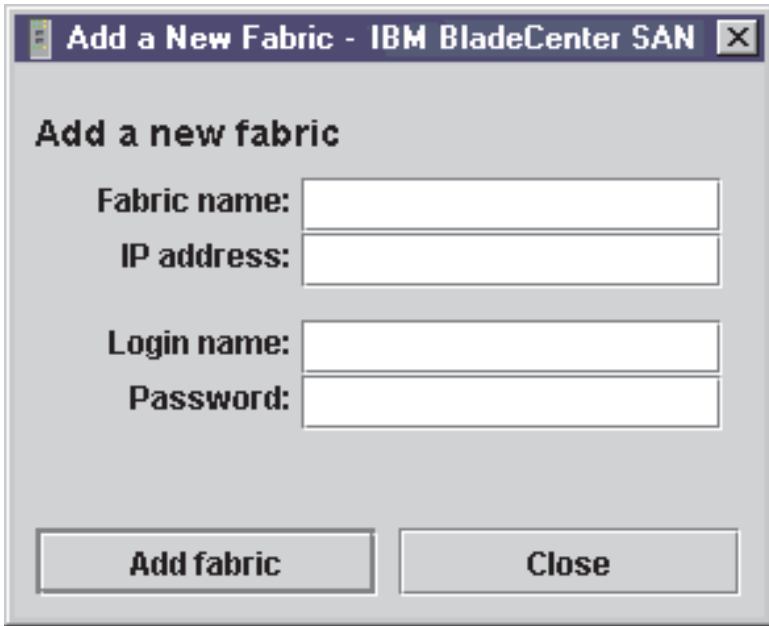 Add a New Fabric - IBM BladeCenter SAN
Add a new fabric
Fabric name:
IP address:
Login name:
Password:
Add fabric Close